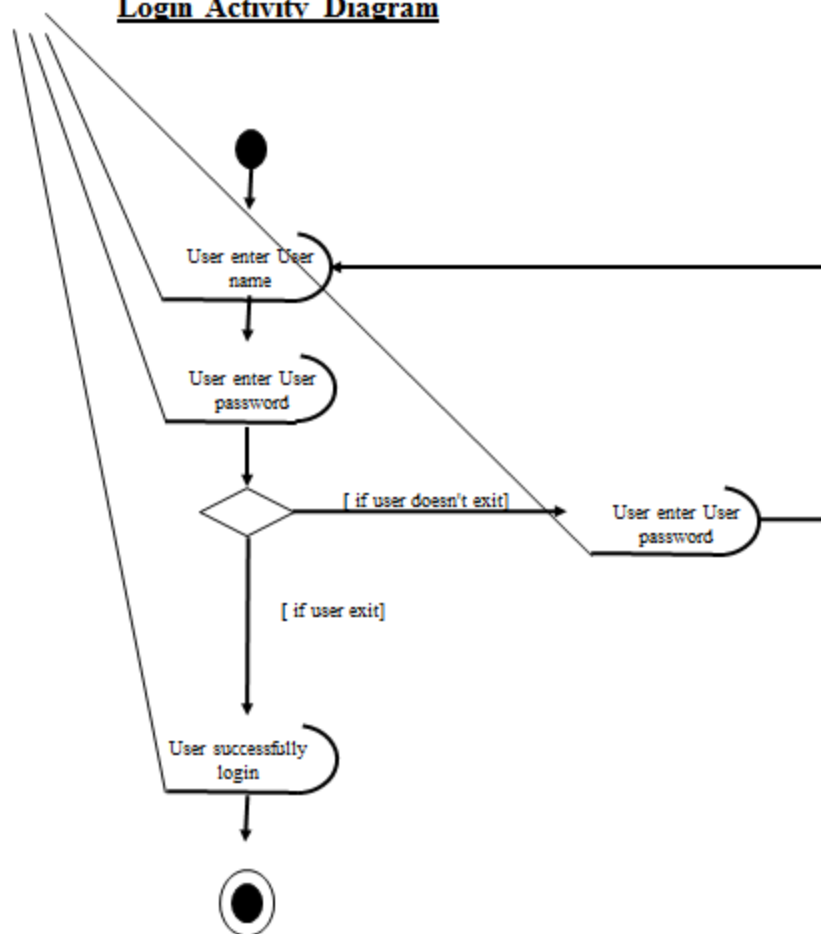 Login Activity Diagram
User enter User
name
User enter User
password
[ if user doesn't exit]
User enter User
password
[ if user exit]
User successfully
login